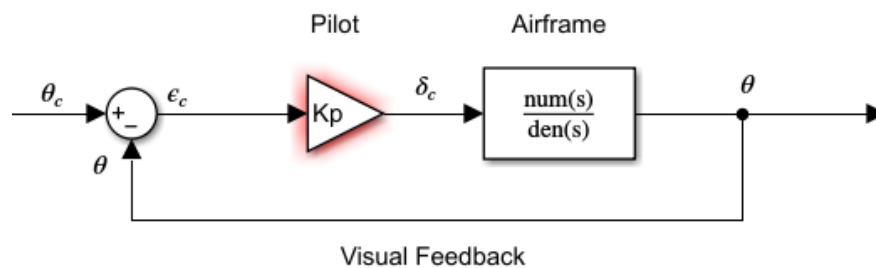 Pilot
Airframe
θc
+
−
ϵc
Kp
δc
num(s)
den(s)
θ
θ
Visual Feedback